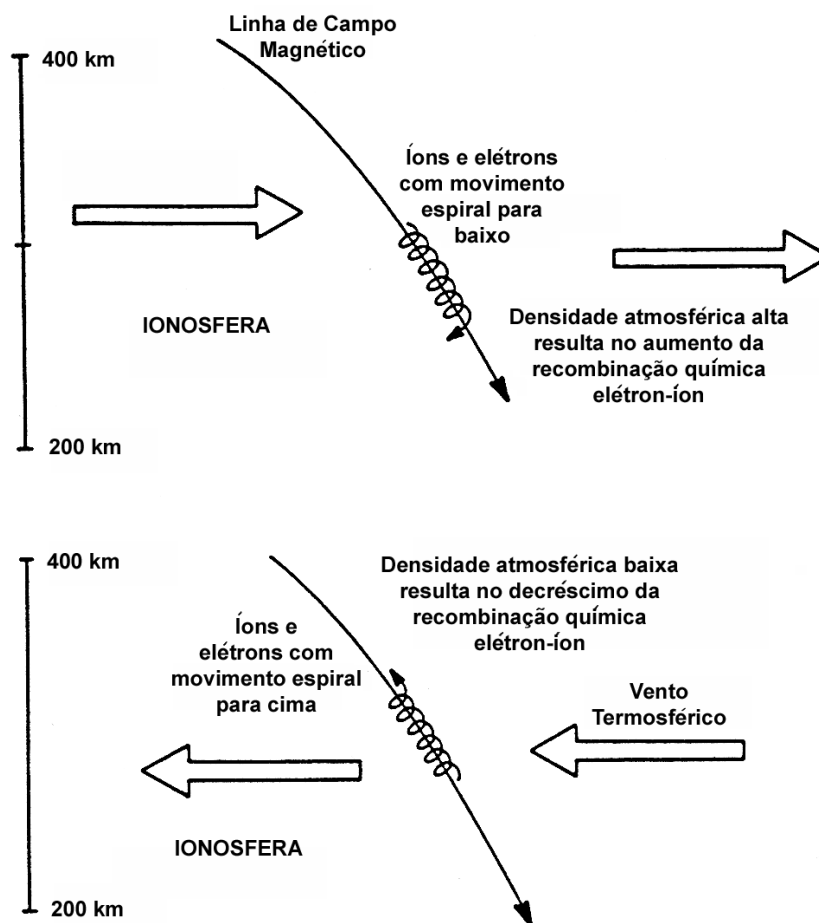 Linha de Campo
Magnético
400 km
Íons e elétrons
com movimento
espiral para
baixo
IONOSFERA
Densidade atmosférica alta
resulta no aumento da
recombinação química
elétron-íon
200 km
400 km
Densidade atmosférica baixa
resulta no decréscimo da
recombinação química
elétron-íon
Íons e
elétrons com
movimento espiral
para cima
Vento
Termosférico
IONOSFERA
200 km